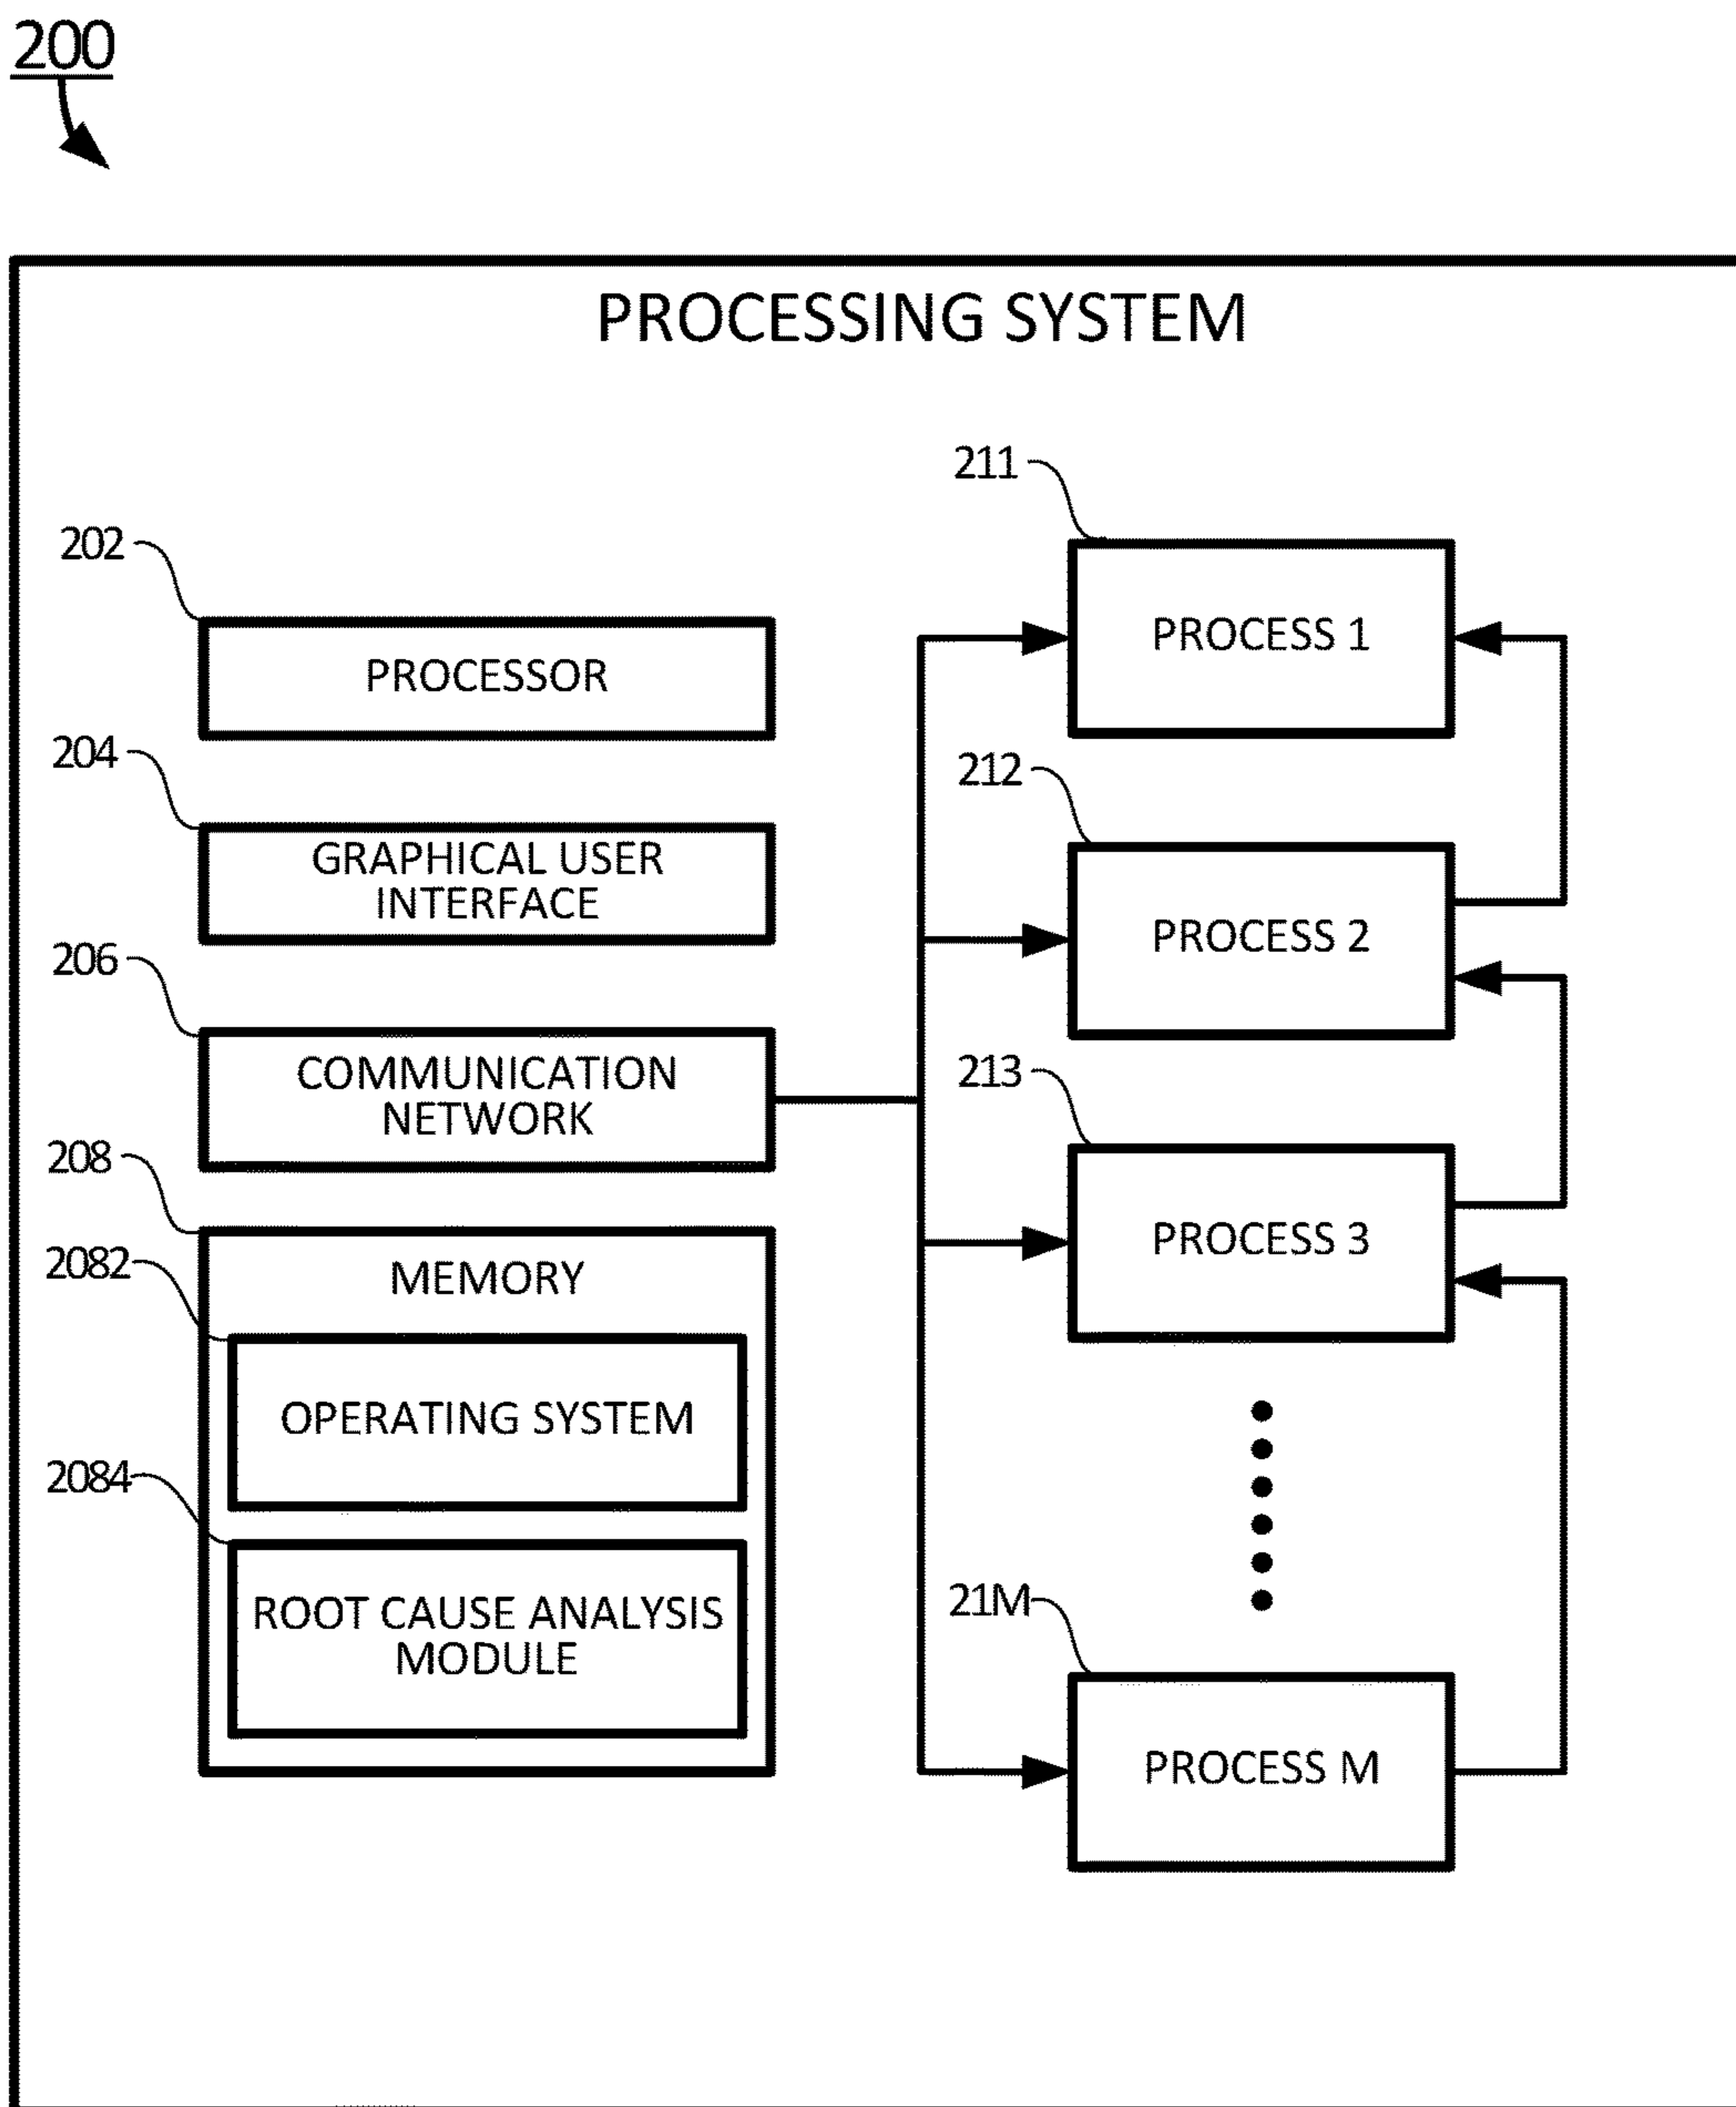 200
PROCESSING SYSTEM
202
PROCESSOR
204
GRAPHICAL USER
INTERFACE
206
COMMUNICATION
NETWORK
208
MEMORY
2082
OPERATING SYSTEM
2084
ROOT CAUSE ANALYSIS
MODULE
211
PROCESS 1
212
PROCESS 2
213
PROCESS 3
21M
PROCESS M